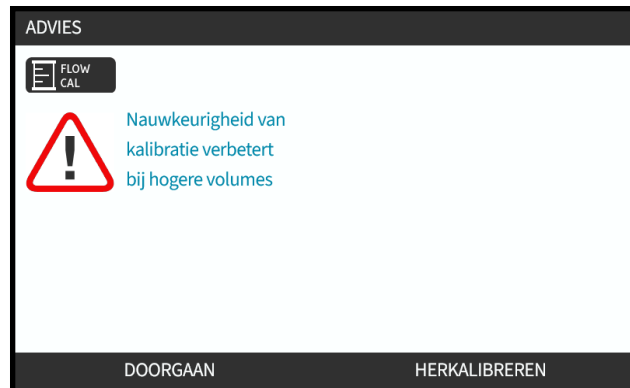 ADVIES
FLOW
CAL
Nauwkeurigheid van
kalibratie verbetert
bij hogere volumes
DOORGAAN
HERKALIBREREN